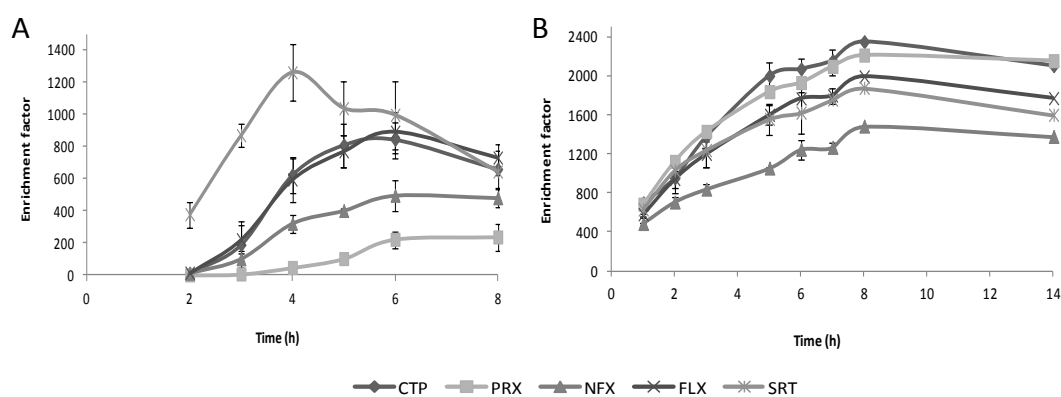 A
B
1400
1200
1000
800
600
400
200
0
Enrichment factor
0 2 4 6 8
Time (h)
2400
2000
1600
1200
800
400
0
Enrichment factor
0 2 4 6 8 10 12 14
Time (h)
CTP PRX NFX FLX SRT